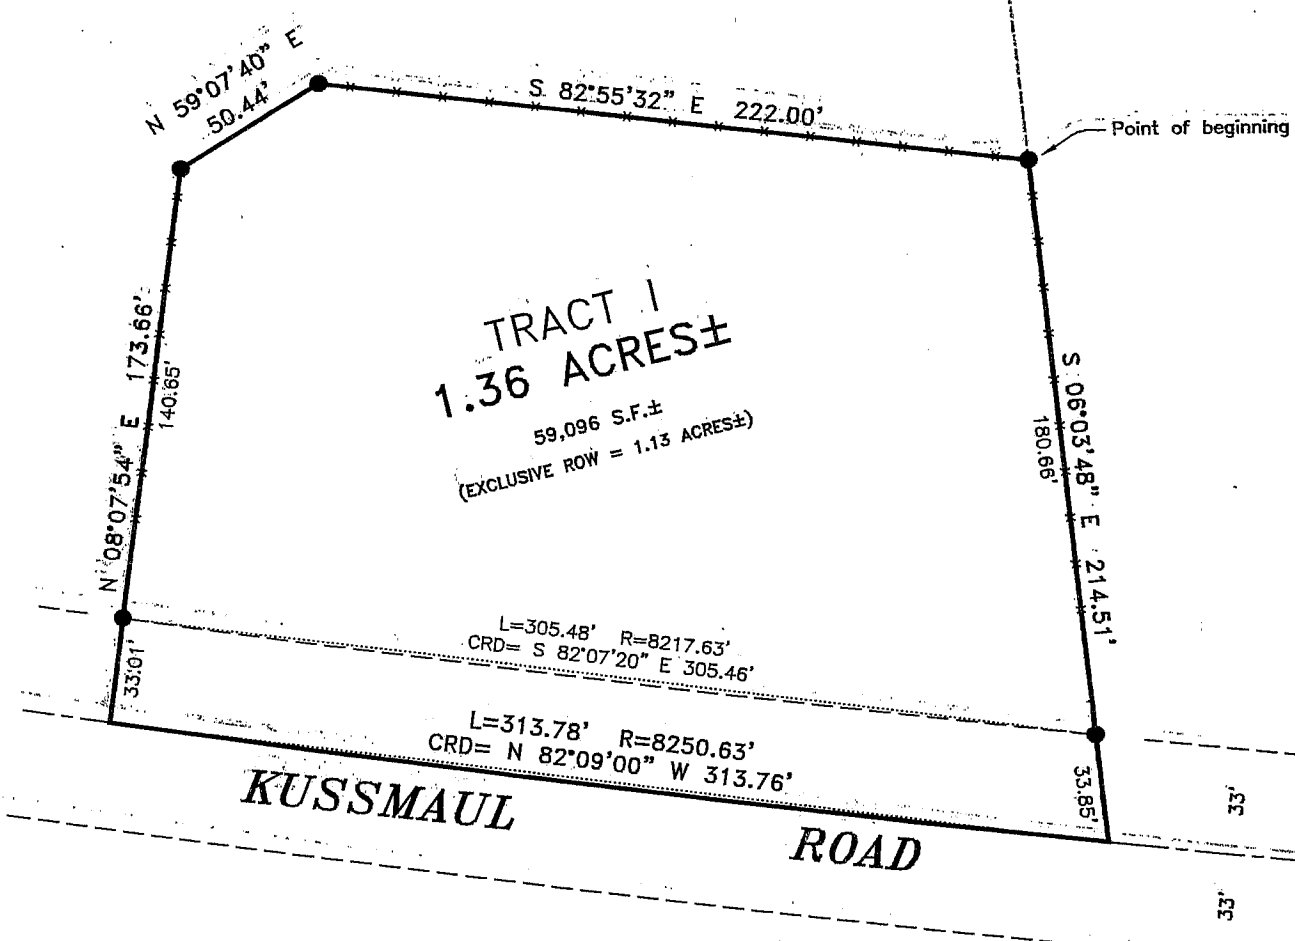 N 59°07'40" E
50.44'
S 82°55'32" E 222.00'
Point of beginning
TRACT I
1.36 ACRES±
59,096 S.F.±
(EXCLUSIVE ROW = 1.13 ACRES±)
N 08°07'54" E 173.66'
140.65'
S 06°03'48" E 214.51'
180.66'
L=305.48' R=8217.63'
CRD= S 82°07'20" E 305.46'
33.01'
L=313.78' R=8250.63'
CRD= N 82°09'00" W 313.76'
33.85'
33'
KUSSMAUL ROAD
33'